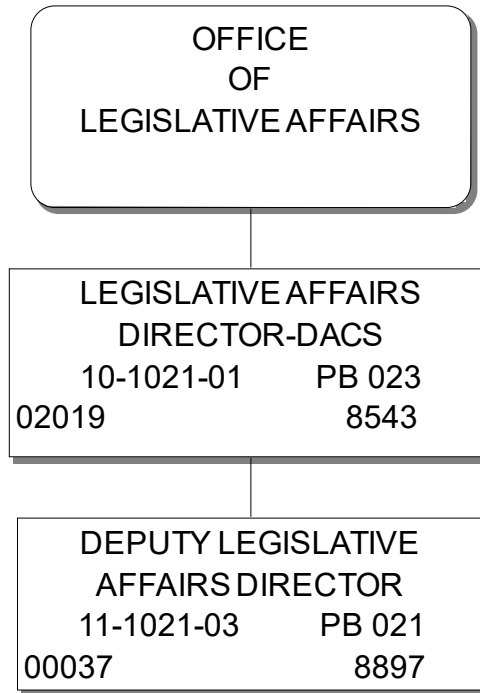 OFFICE
OF
LEGISLATIVE AFFAIRS
LEGISLATIVE AFFAIRS
DIRECTOR-DACS
10-1021-01 PB 023
02019 8543
DEPUTY LEGISLATIVE
AFFAIRS DIRECTOR
11-1021-03 PB 021
00037 8897